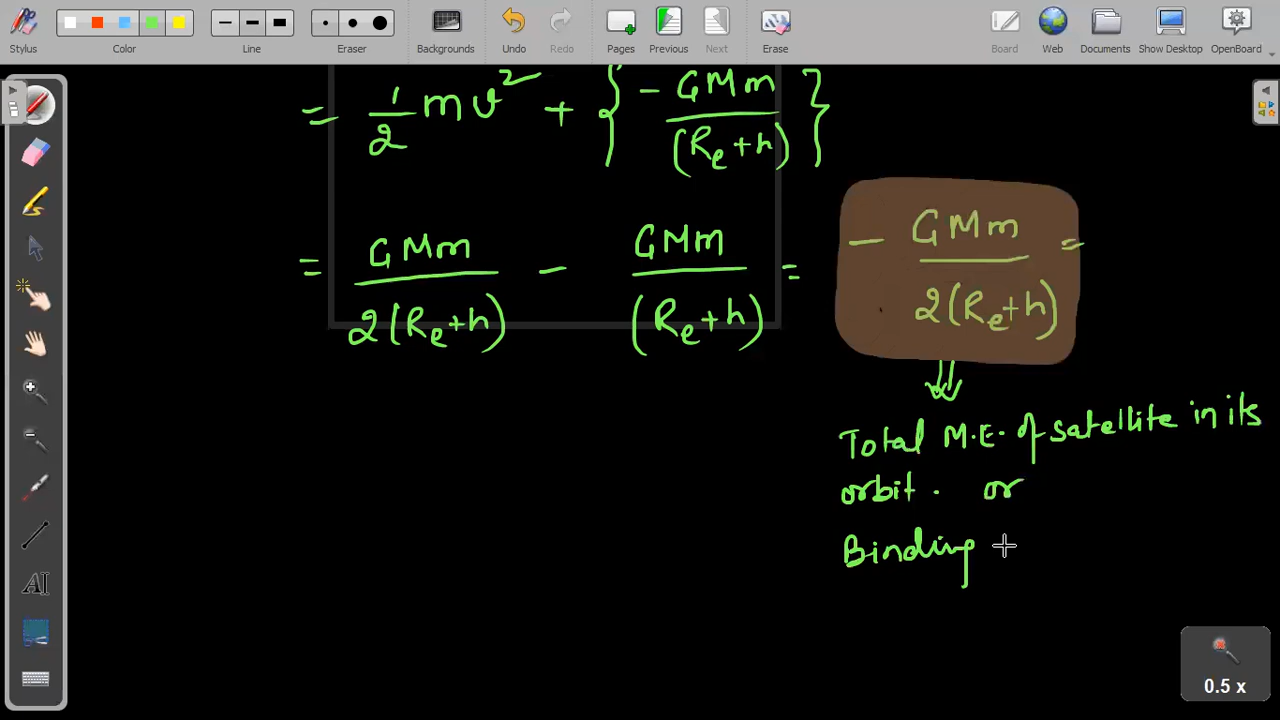 Stylus Color Line Eraser Backgrounds Undo Redo Pages Previous Next Erase Board Web Documents Show Desktop OpenBoard
= 1/2 mv² + { - GMm/(Re+h) }
= GMm/2(Re+h) - GMm/(Re+h) = - GMm/2(Re+h) =
⇓
Total M.E. of satellite in its
orbit . or
Binding
AI
0.5 x